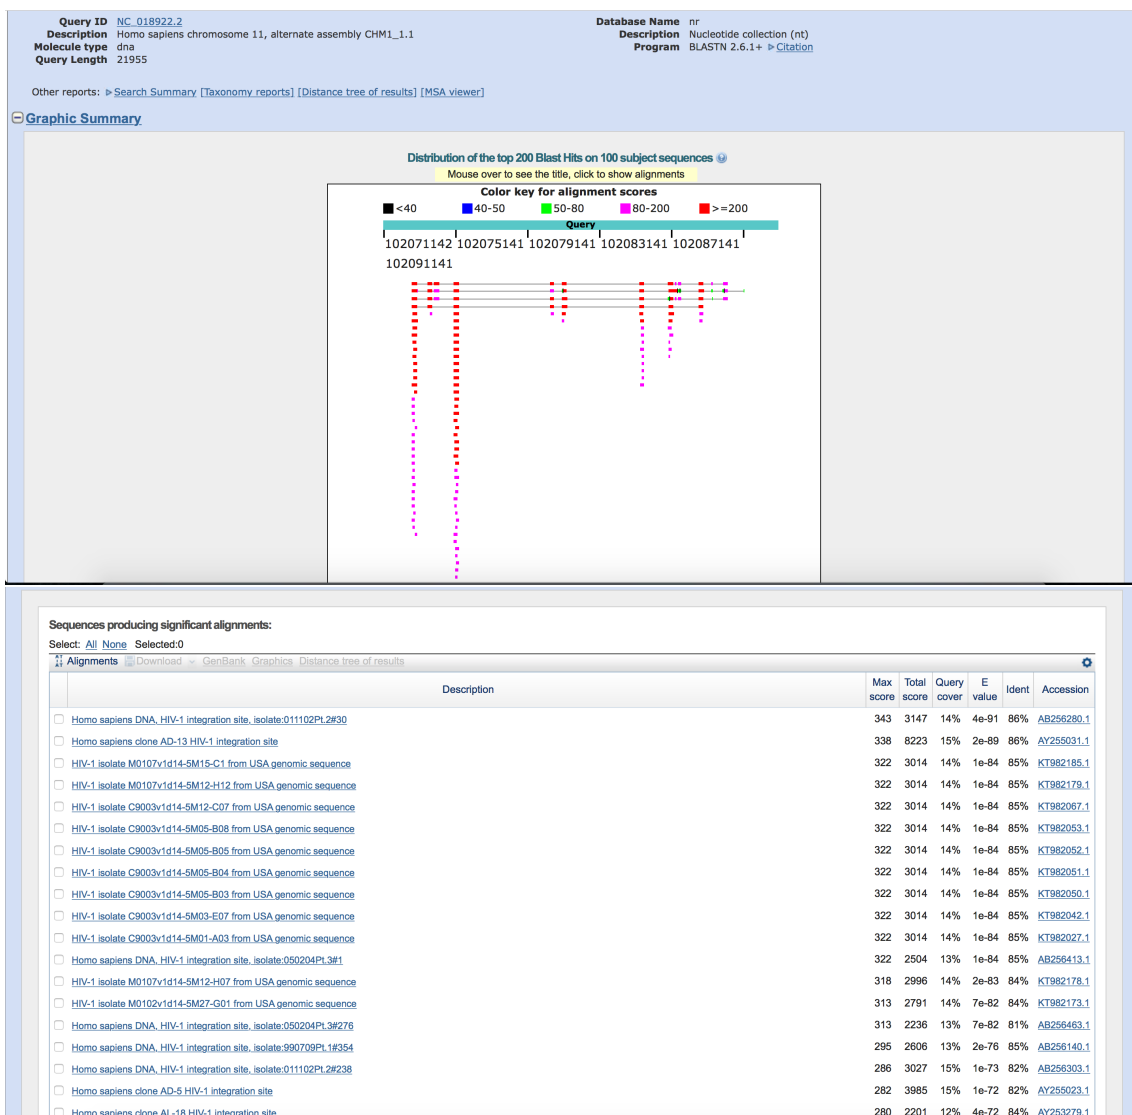 Query ID NC_018922.2
Description Homo sapiens chromosome 11, alternate assembly CHM1_1.1
Molecule type dna
Query Length 21955
Database Name nr
Description Nucleotide collection (nt)
Program BLASTN 2.6.1+ Citation
Other reports: Search Summary [Taxonomy reports] [Distance tree of results] [MSA viewer]
Graphic Summary
Distribution of the top 200 Blast Hits on 100 subject sequences
Mouse over to see the title, click to show alignments
Color key for alignment scores
<40 40-50 50-80 80-200 >=200
Query
102071142 102075141 102079141 102083141 102087141
102091141
Sequences producing significant alignments:
Select: All None Selected:0
Alignments Download GenBank Graphics Distance tree of results
Description Max score Total score Query cover E value Ident Accession
Homo sapiens DNA, HIV-1 integration site, isolate:011102Pt.2#30 343 3147 14% 4e-91 86% AB256280.1
Homo sapiens clone AD-13 HIV-1 integration site 338 8223 15% 2e-89 86% AY255031.1
HIV-1 isolate M0107v1d14-5M15-C1 from USA genomic sequence 322 3014 14% 1e-84 85% KT982185.1
HIV-1 isolate M0107v1d14-5M12-H12 from USA genomic sequence 322 3014 14% 1e-84 85% KT982179.1
HIV-1 isolate C9003v1d14-5M12-C07 from USA genomic sequence 322 3014 14% 1e-84 85% KT982067.1
HIV-1 isolate C9003v1d14-5M05-B08 from USA genomic sequence 322 3014 14% 1e-84 85% KT982053.1
HIV-1 isolate C9003v1d14-5M05-B05 from USA genomic sequence 322 3014 14% 1e-84 85% KT982052.1
HIV-1 isolate C9003v1d14-5M05-B04 from USA genomic sequence 322 3014 14% 1e-84 85% KT982051.1
HIV-1 isolate C9003v1d14-5M05-B03 from USA genomic sequence 322 3014 14% 1e-84 85% KT982050.1
HIV-1 isolate C9003v1d14-5M03-E07 from USA genomic sequence 322 3014 14% 1e-84 85% KT982042.1
HIV-1 isolate C9003v1d14-5M01-A03 from USA genomic sequence 322 3014 14% 1e-84 85% KT982027.1
Homo sapiens DNA, HIV-1 integration site, isolate:050204Pt.3#1 322 2504 13% 1e-84 85% AB256413.1
HIV-1 isolate M0107v1d14-5M12-H07 from USA genomic sequence 318 2996 14% 2e-83 84% KT982178.1
HIV-1 isolate M0102v1d14-5M27-G01 from USA genomic sequence 313 2791 14% 7e-82 84% KT982173.1
Homo sapiens DNA, HIV-1 integration site, isolate:050204Pt.3#276 313 2236 13% 7e-82 81% AB256463.1
Homo sapiens DNA, HIV-1 integration site, isolate:990709Pt.1#354 295 2606 13% 2e-76 85% AB256140.1
Homo sapiens DNA, HIV-1 integration site, isolate:011102Pt.2#238 286 3027 15% 1e-73 82% AB256303.1
Homo sapiens clone AD-5 HIV-1 integration site 282 3985 15% 1e-72 82% AY255023.1
Homo sapiens clone AL-18 HIV-1 integration site 280 2201 12% 4e-72 84% AY253279.1